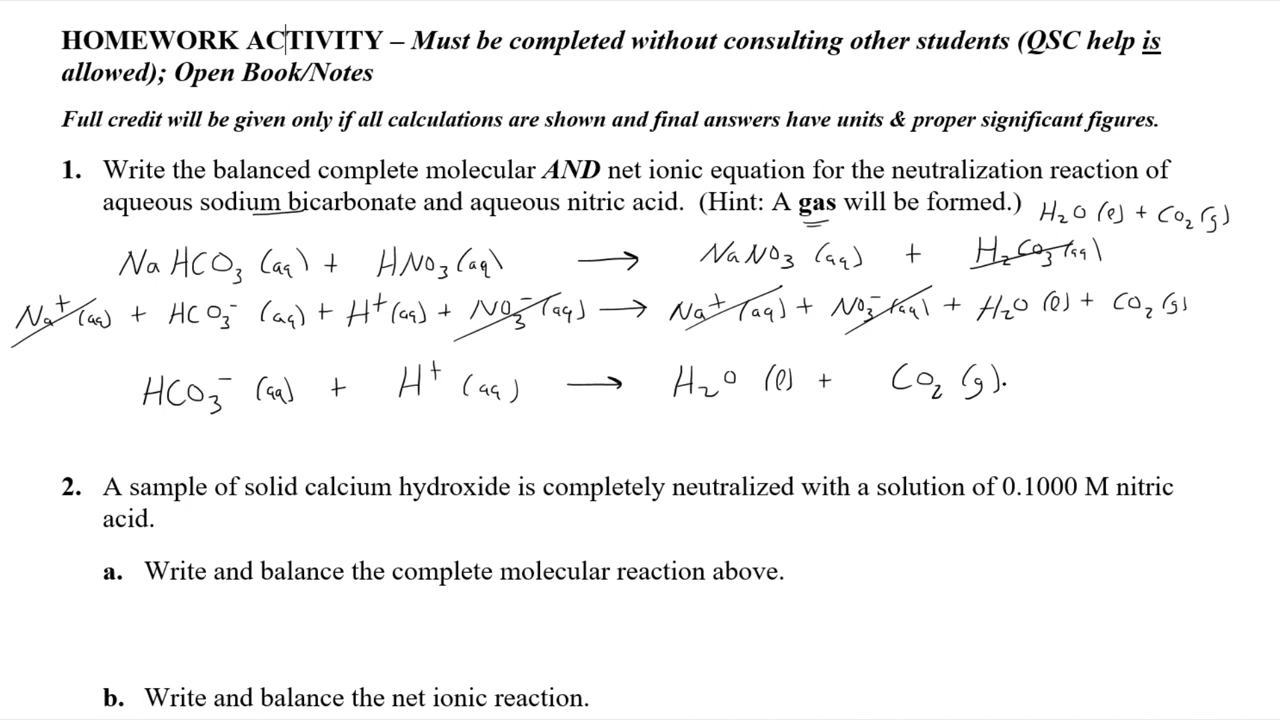 HOMEWORK ACTIVITY – Must be completed without consulting other students (QSC help is
allowed); Open Book/Notes
Full credit will be given only if all calculations are shown and final answers have units & proper significant figures.
1. Write the balanced complete molecular AND net ionic equation for the neutralization reaction of
aqueous sodium bicarbonate and aqueous nitric acid. (Hint: A gas will be formed.) H₂O (l) + CO₂ (g)
NaHCO₃ (aq) + HNO₃ (aq) → NaNO₃ (aq) + H₂CO₃ (aq)
Na⁺ (aq) + HCO₃⁻ (aq) + H⁺ (aq) + NO₃⁻ (aq) → Na⁺ (aq) + NO₃⁻ (aq) + H₂O (l) + CO₂ (g)
HCO₃⁻ (aq) + H⁺ (aq) → H₂O (l) + CO₂ (g).
2. A sample of solid calcium hydroxide is completely neutralized with a solution of 0.1000 M nitric
acid.
a. Write and balance the complete molecular reaction above.
b. Write and balance the net ionic reaction.